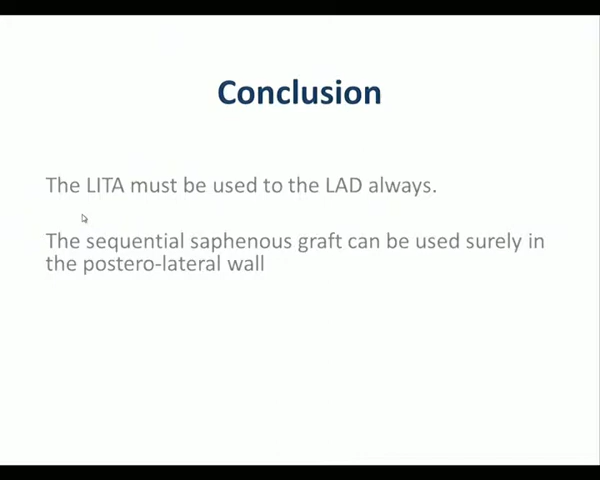 Conclusion
The LITA must be used to the LAD always.
The sequential saphenous graft can be used surely in
the postero-lateral wall